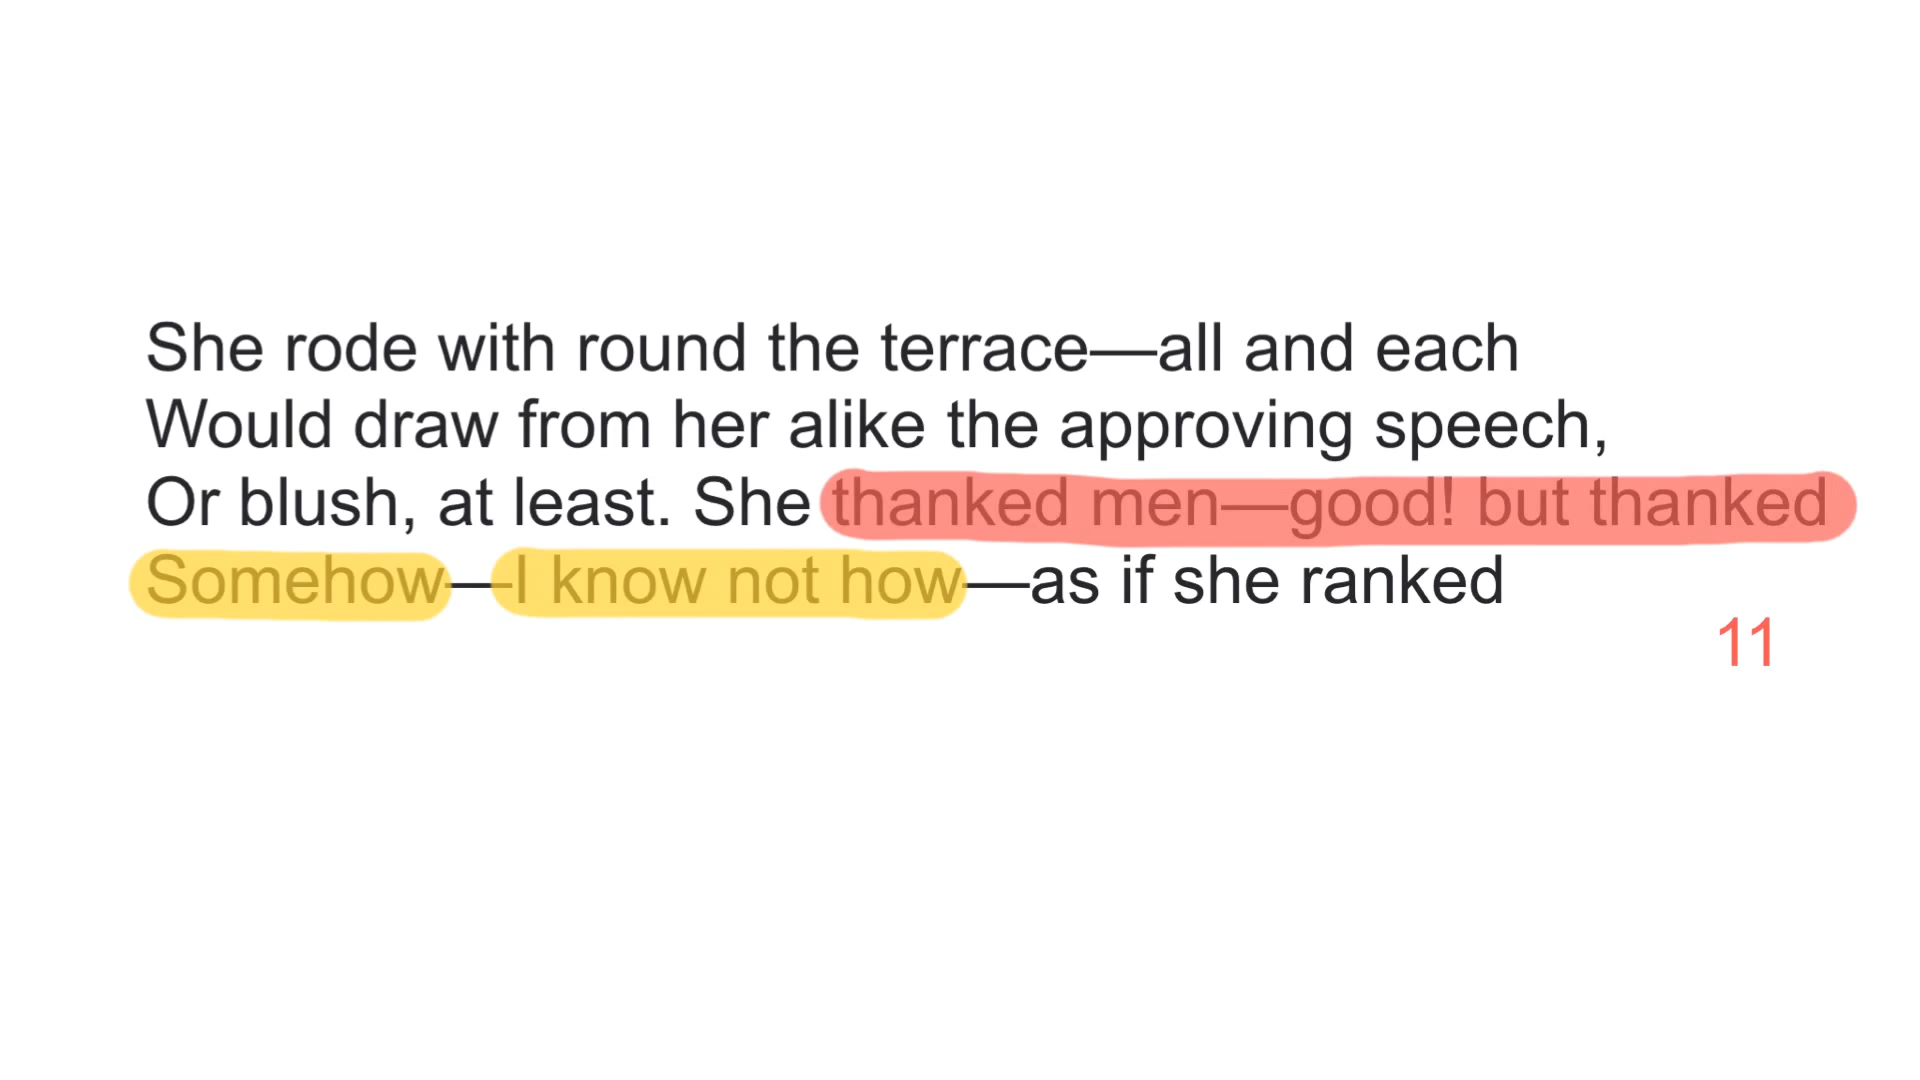 She rode with round the terrace—all and each
Would draw from her alike the approving speech,
Or blush, at least. She thanked men—good! but thanked
Somehow—I know not how—as if she ranked
11